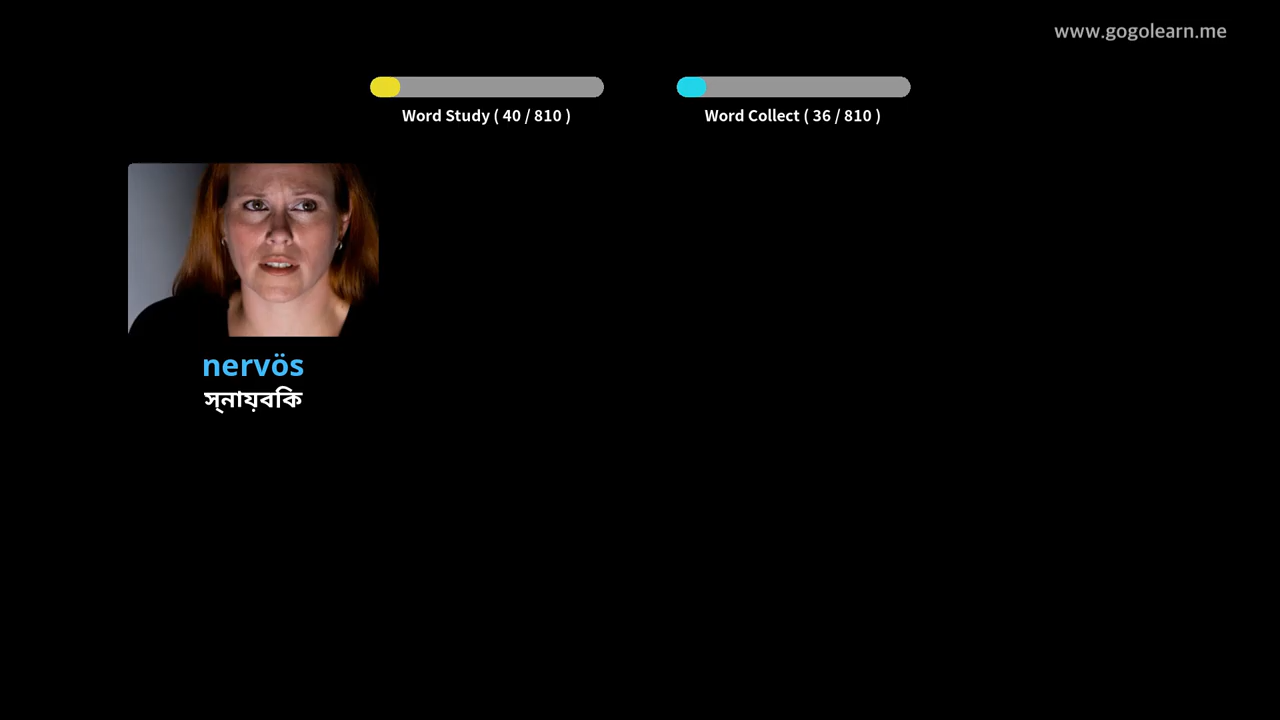 www.gogolearn.me
Word Study ( 40 / 810 )
Word Collect ( 36 / 810 )
nervös
স্নায়বকি